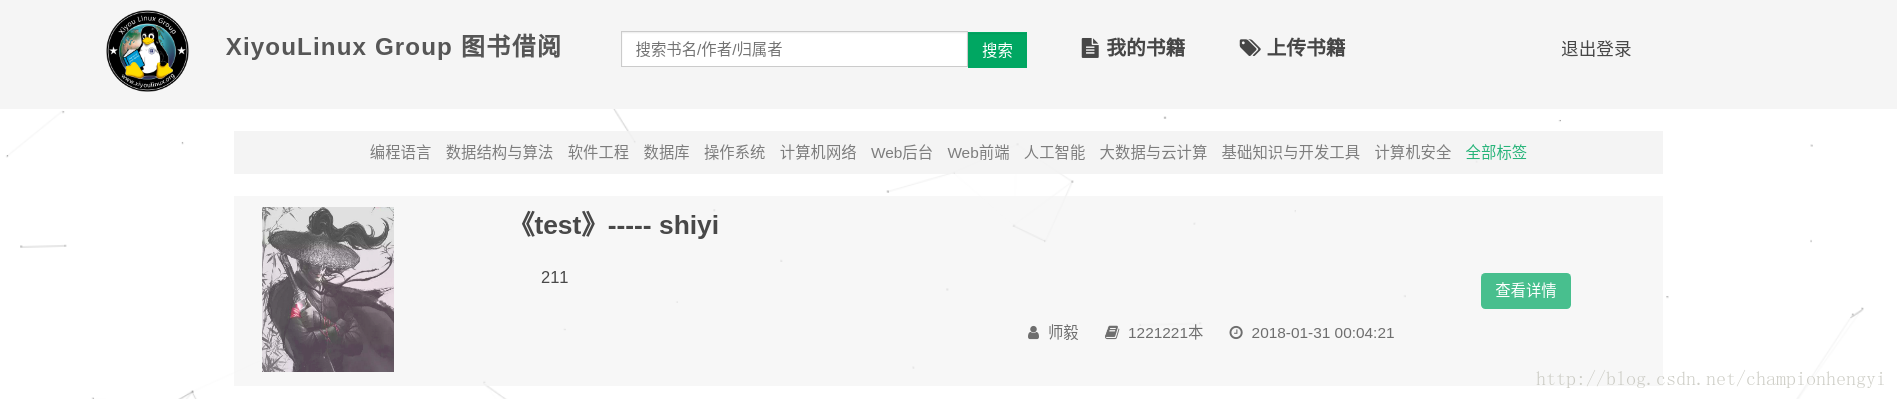 Xiyou Linux Group
www.xiyoulinux.org
XiyouLinux Group 图书借阅
搜索书名/作者/归属者
搜索
我的书籍
上传书籍
退出登录
编程语言 数据结构与算法 软件工程 数据库 操作系统 计算机网络 Web后台 Web前端 人工智能 大数据与云计算 基础知识与开发工具 计算机安全 全部标签
《test》----- shiyi
211
查看详情
师毅 1221221本 2018-01-31 00:04:21
http://blog.csdn.net/championhengyi